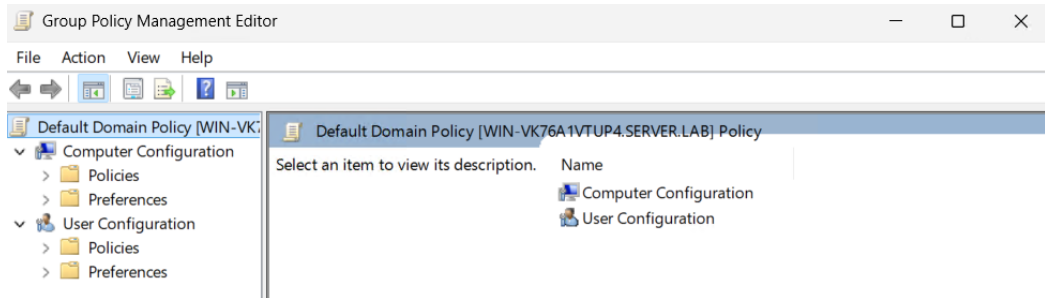 Group Policy Management Editor
File Action View Help
Default Domain Policy [WIN-VK7
Computer Configuration
Policies
Preferences
User Configuration
Policies
Preferences
Default Domain Policy [WIN-VK76A1VTUP4.SERVER.LAB] Policy
Select an item to view its description.
Name
Computer Configuration
User Configuration